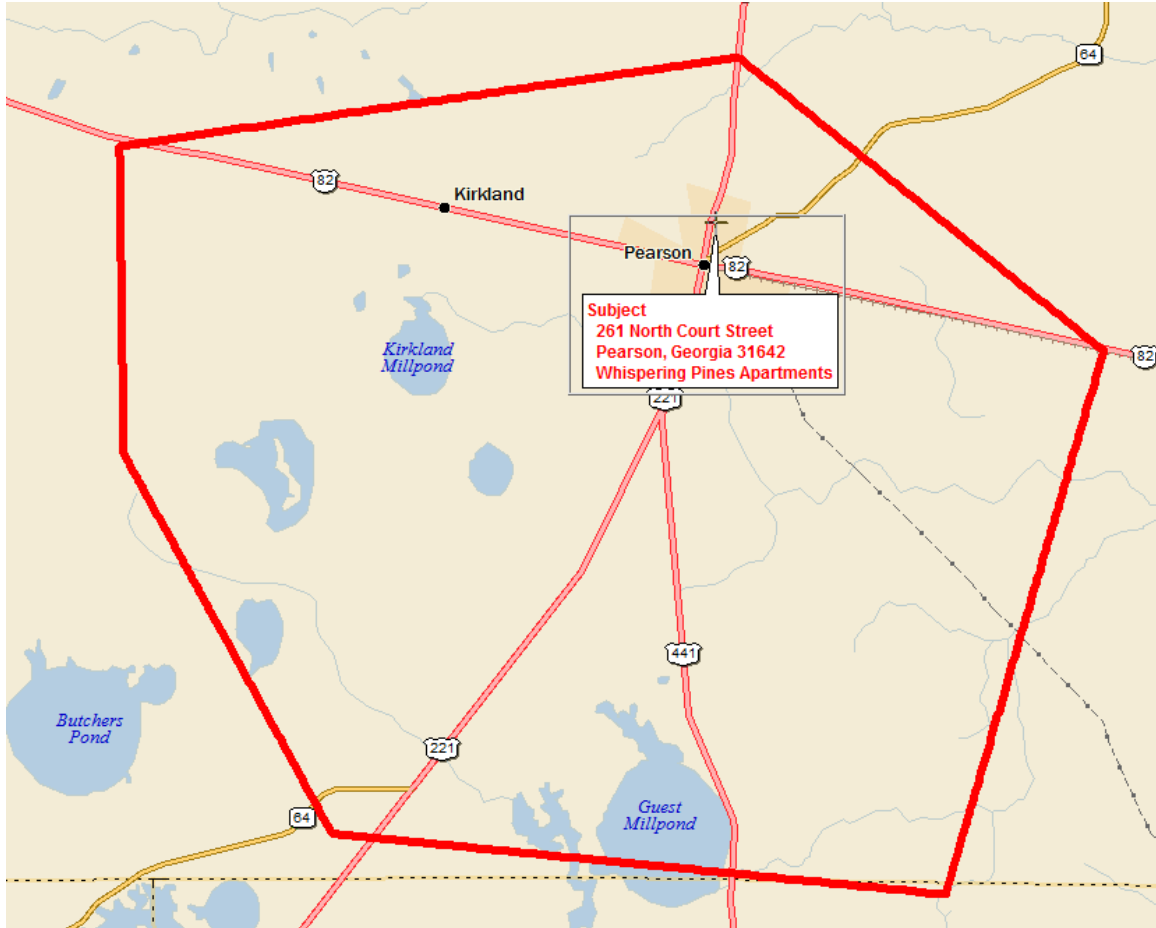 64
82
Kirkland
Pearson
82
Subject
261 North Court Street
Pearson, Georgia 31642
Whispering Pines Apartments
Kirkland
Millpond
82
221
441
Butchers
Pond
221
Guest
Millpond
64